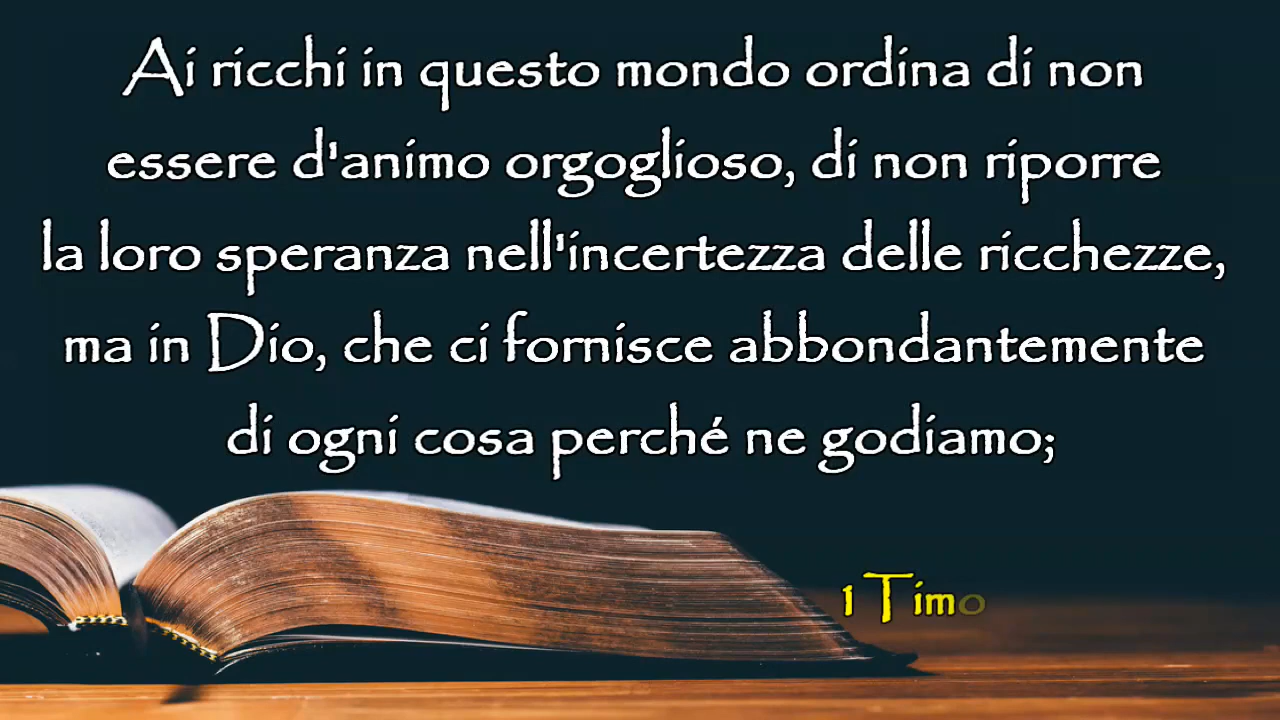 Ai ricchi in questo mondo ordina di non
essere d'animo orgoglioso, di non riporre
la loro speranza nell'incertezza delle ricchezze,
ma in Dio, che ci fornisce abbondantemente
di ogni cosa perché ne godiamo;
1 Timo